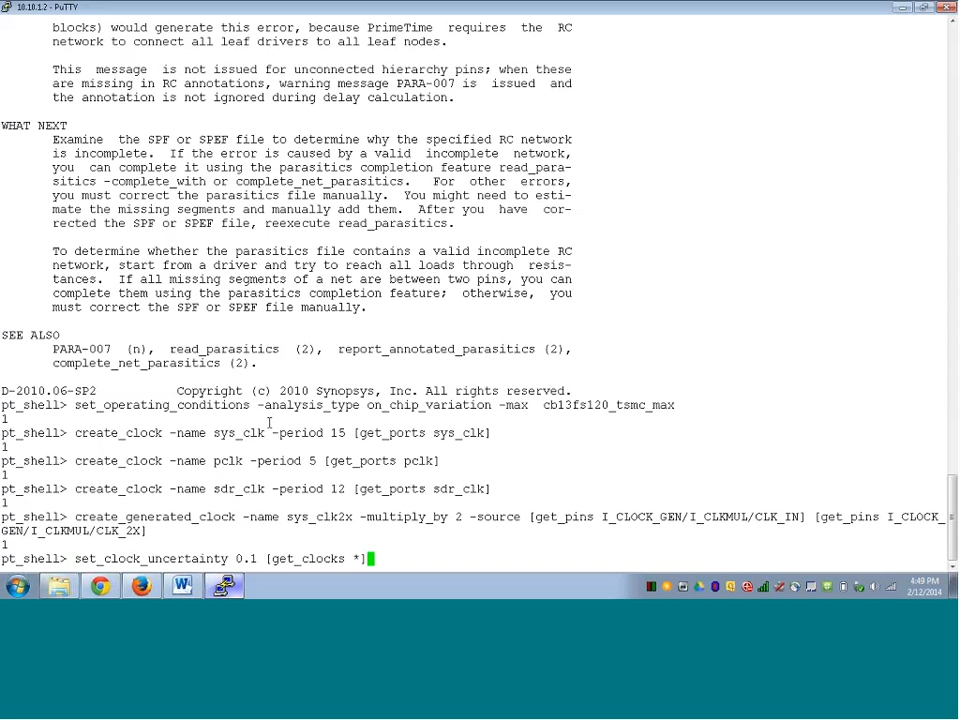 10.10.1.2 - PuTTY
blocks) would generate this error, because PrimeTime requires the RC
network to connect all leaf drivers to all leaf nodes.
This message is not issued for unconnected hierarchy pins; when these
are missing in RC annotations, warning message PARA-007 is issued and
the annotation is not ignored during delay calculation.
WHAT NEXT
Examine the SPF or SPEF file to determine why the specified RC network
is incomplete. If the error is caused by a valid incomplete network,
you can complete it using the parasitics completion feature read_para-
sitics -complete_with or complete_net_parasitics. For other errors,
you must correct the parasitics file manually. You might need to esti-
mate the missing segments and manually add them. After you have cor-
rected the SPF or SPEF file, reexecute read_parasitics.
To determine whether the parasitics file contains a valid incomplete RC
network, start from a driver and try to reach all loads through resis-
tances. If all missing segments of a net are between two pins, you can
complete them using the parasitics completion feature; otherwise, you
must correct the SPF or SPEF file manually.
SEE ALSO
PARA-007 (n), read_parasitics (2), report_annotated_parasitics (2),
complete_net_parasitics (2).
D-2010.06-SP2 Copyright (c) 2010 Synopsys, Inc. All rights reserved.
pt_shell> set_operating_conditions -analysis_type on_chip_variation -max cb13fs120_tsmc_max
1
pt_shell> create_clock -name sys_clk -period 15 [get_ports sys_clk]
1
pt_shell> create_clock -name pclk -period 5 [get_ports pclk]
1
pt_shell> create_clock -name sdr_clk -period 12 [get_ports sdr_clk]
1
pt_shell> create_generated_clock -name sys_clk2x -multiply_by 2 -source [get_pins I_CLOCK_GEN/I_CLKMUL/CLK_IN] [get_pins I_CLOCK_
GEN/I_CLKMUL/CLK_2X]
1
pt_shell> set_clock_uncertainty 0.1 [get_clocks *]
4:49 PM
2/12/2014